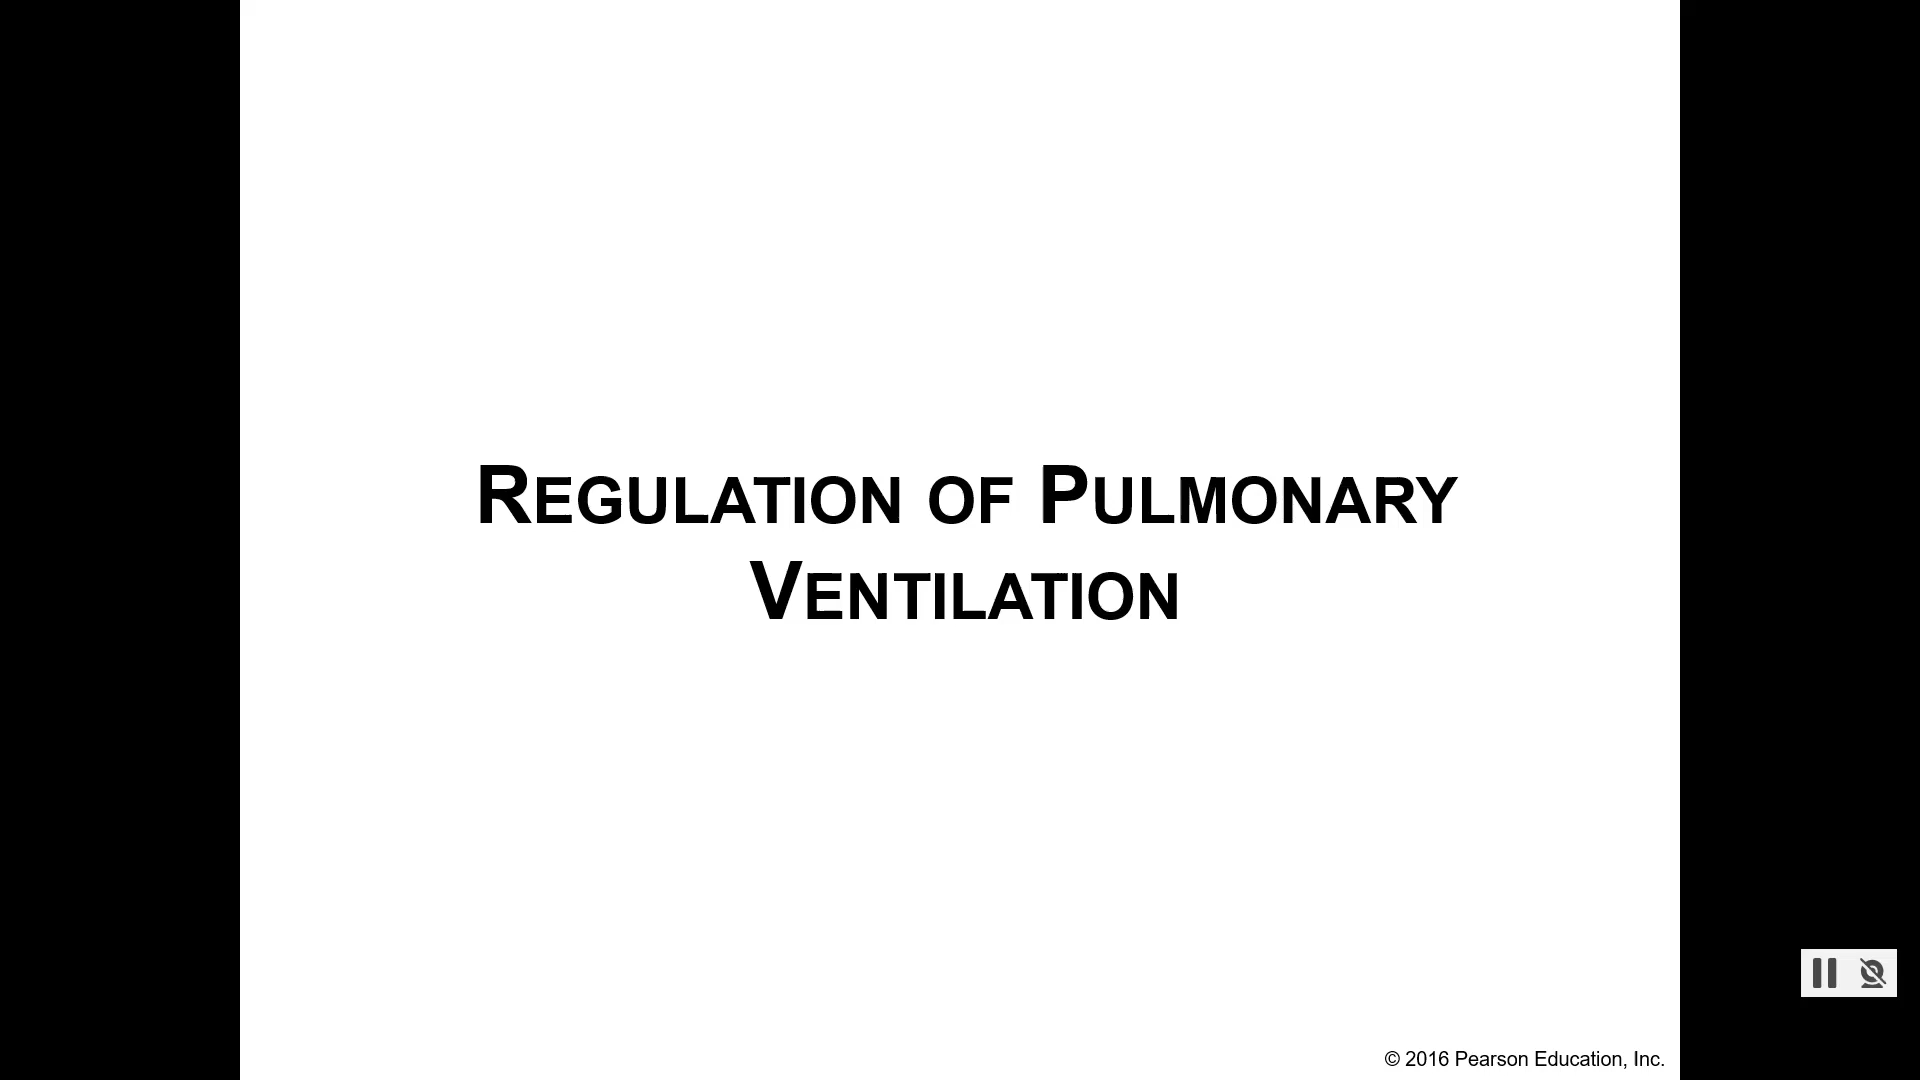 Regulation of Pulmonary
Ventilation
© 2016 Pearson Education, Inc.